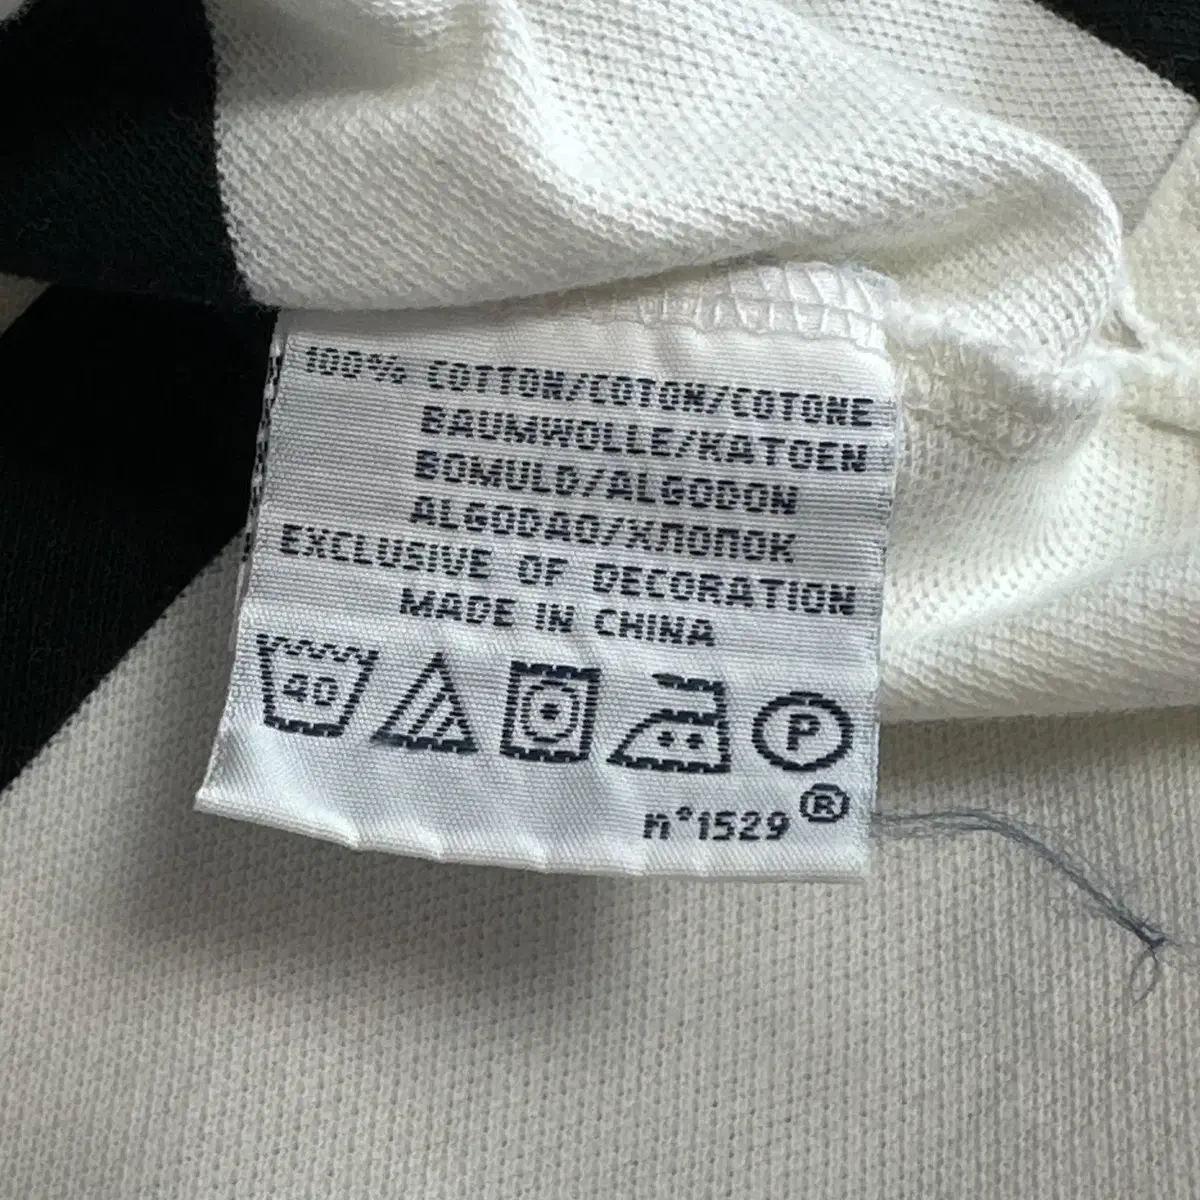 100% COTTON/COTON/COTONE
BAUMWOLLE/KATOEN
BOMULD/ALGODON
ALGODAO/ХЛОПОК
EXCLUSIVE OF DECORATION
MADE IN CHINA
40
P
n°1529®